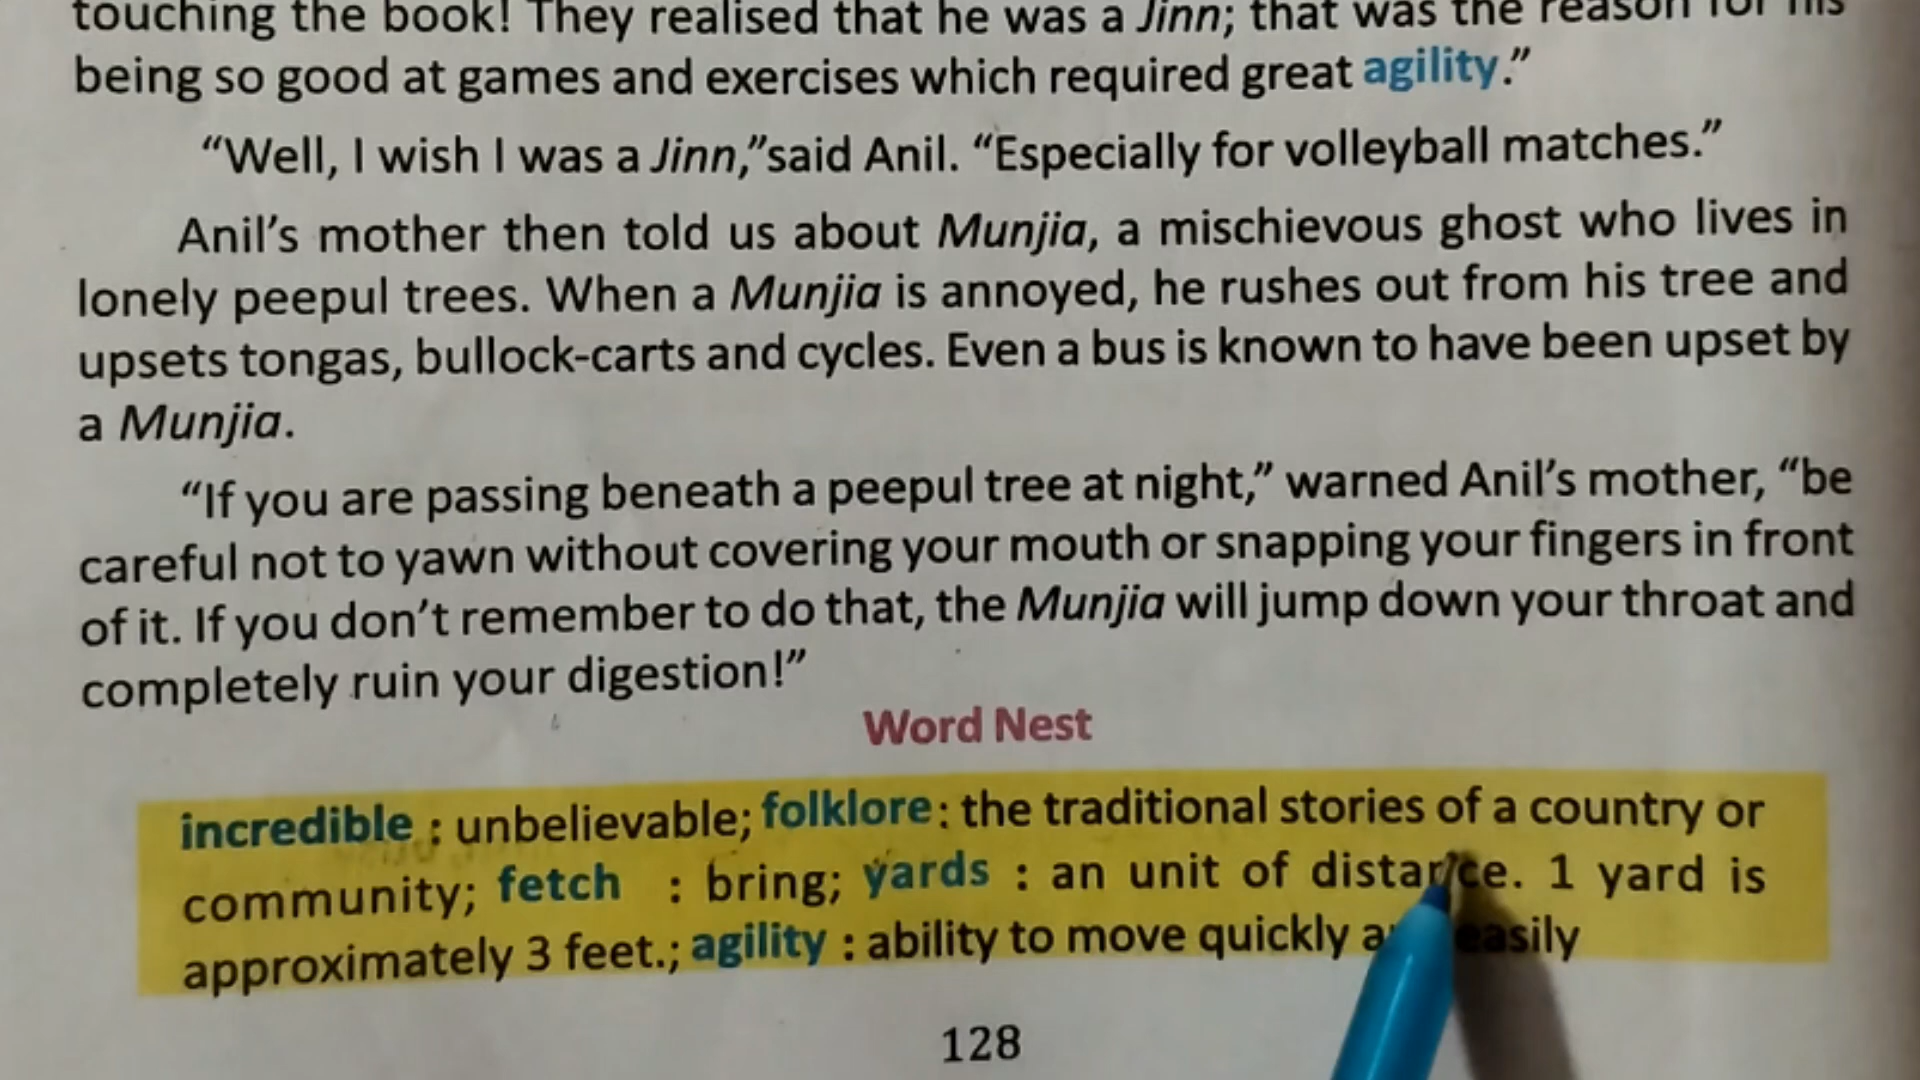 touching the book! They realised that he was a Jinn; that was the reason for his
being so good at games and exercises which required great agility.”
“Well, I wish I was a Jinn,”said Anil. “Especially for volleyball matches.”
Anil’s mother then told us about Munjia, a mischievous ghost who lives in
lonely peepul trees. When a Munjia is annoyed, he rushes out from his tree and
upsets tongas, bullock-carts and cycles. Even a bus is known to have been upset by
a Munjia.
“If you are passing beneath a peepul tree at night,” warned Anil’s mother, “be
careful not to yawn without covering your mouth or snapping your fingers in front
of it. If you don’t remember to do that, the Munjia will jump down your throat and
completely ruin your digestion!”
Word Nest
incredible : unbelievable; folklore: the traditional stories of a country or
community; fetch : bring; yards : an unit of distance. 1 yard is
approximately 3 feet.; agility : ability to move quickly easily
128